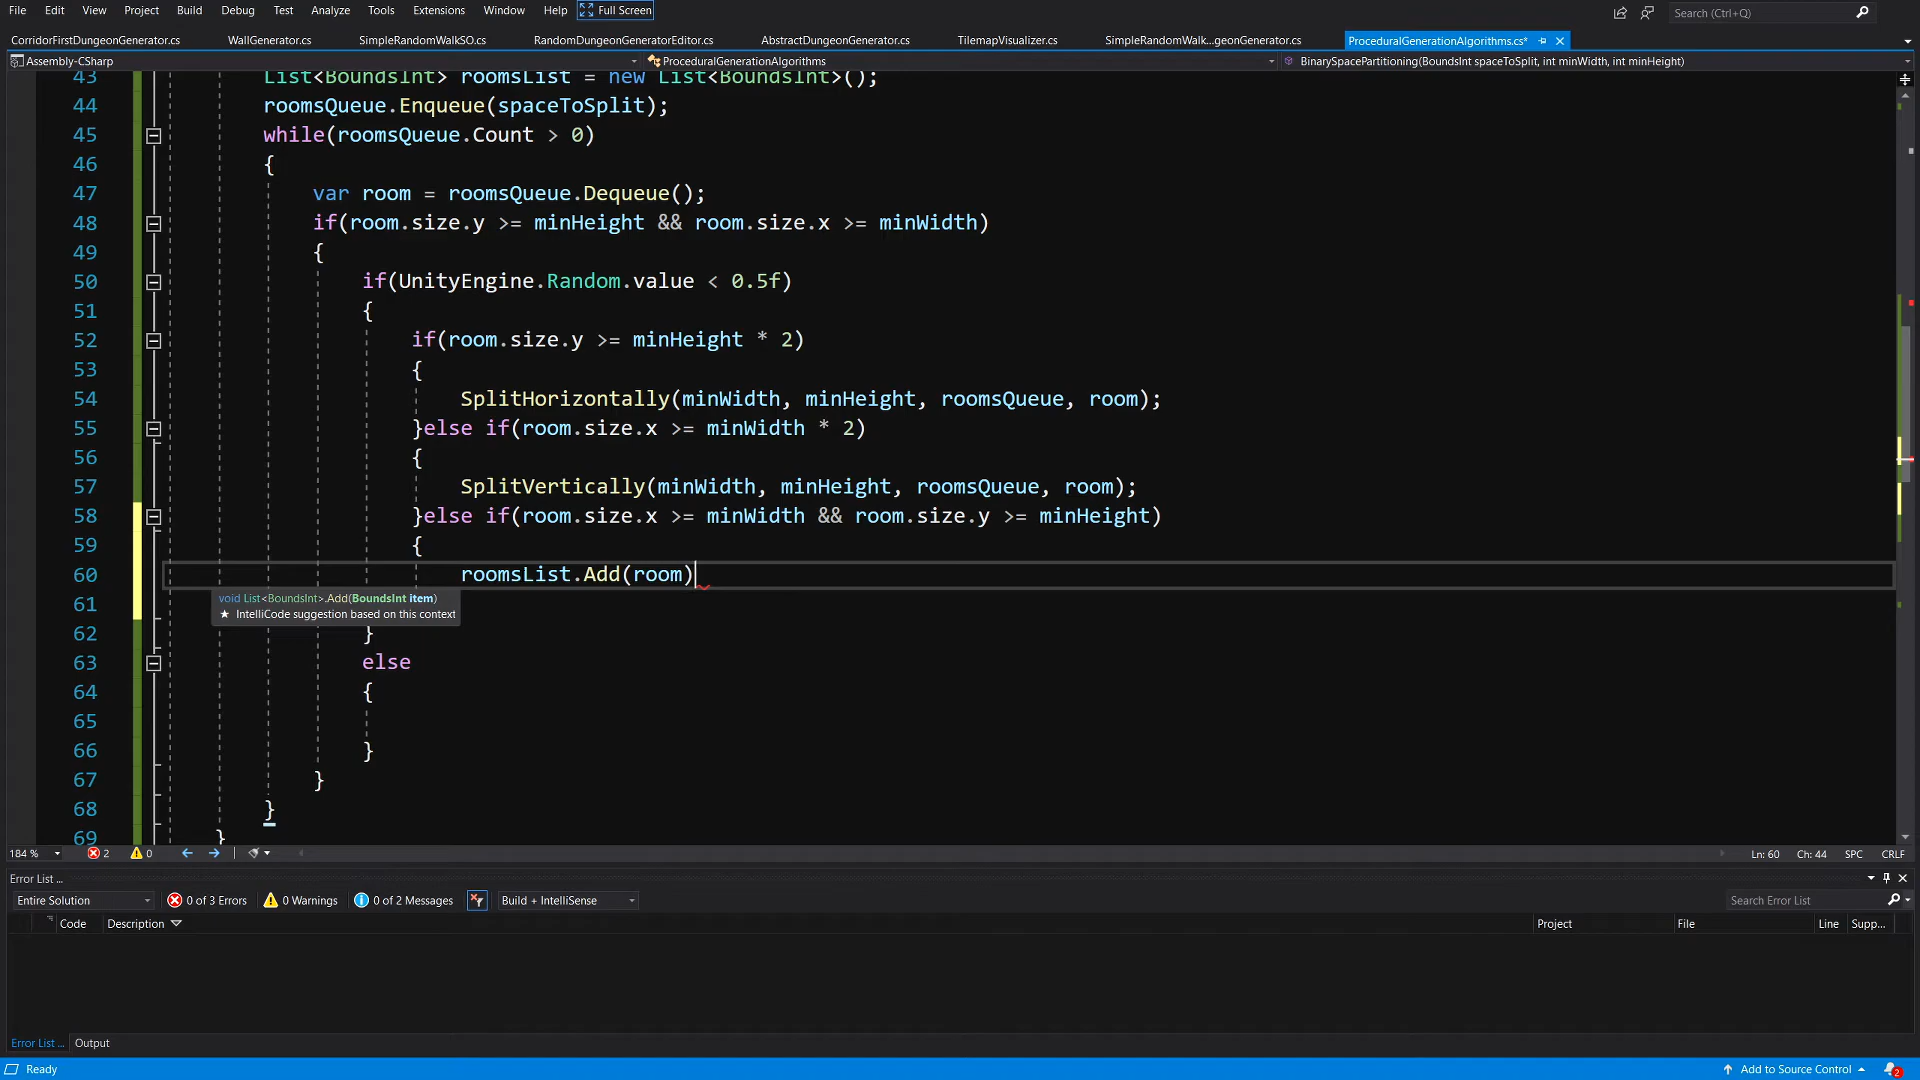 File Edit View Project Build Debug Test Analyze Tools Extensions Window Help Full Screen Search (Ctrl+Q)
CorridorFirstDungeonGenerator.cs WallGenerator.cs SimpleRandomWalkSO.cs RandomDungeonGeneratorEditor.cs AbstractDungeonGenerator.cs TilemapVisualizer.cs SimpleRandomWalk...geonGenerator.cs ProceduralGenerationAlgorithms.cs*
Assembly-CSharp ProceduralGenerationAlgorithms BinarySpacePartitioning(BoundsInt spaceToSplit, int minWidth, int minHeight)
43 List<BoundsInt> roomsList = new List<BoundsInt>();
44 roomsQueue.Enqueue(spaceToSplit);
45 while(roomsQueue.Count > 0)
46 {
47 var room = roomsQueue.Dequeue();
48 if(room.size.y >= minHeight && room.size.x >= minWidth)
49 {
50 if(UnityEngine.Random.value < 0.5f)
51 {
52 if(room.size.y >= minHeight * 2)
53 {
54 SplitHorizontally(minWidth, minHeight, roomsQueue, room);
55 }else if(room.size.x >= minWidth * 2)
56 {
57 SplitVertically(minWidth, minHeight, roomsQueue, room);
58 }else if(room.size.x >= minWidth && room.size.y >= minHeight)
59 {
60 roomsList.Add(room)
61 void List<BoundsInt>.Add(BoundsInt item)
★ IntelliCode suggestion based on this context
62 }
63 else
64 {
65
66 }
67 }
68 }
69 }
184 % 2 0 Ln: 60 Ch: 44 SPC CRLF
Error List ...
Entire Solution 0 of 3 Errors 0 Warnings 0 of 2 Messages Build + IntelliSense Search Error List
Code Description Project File Line Supp...
Error List ... Output
Ready Add to Source Control 2